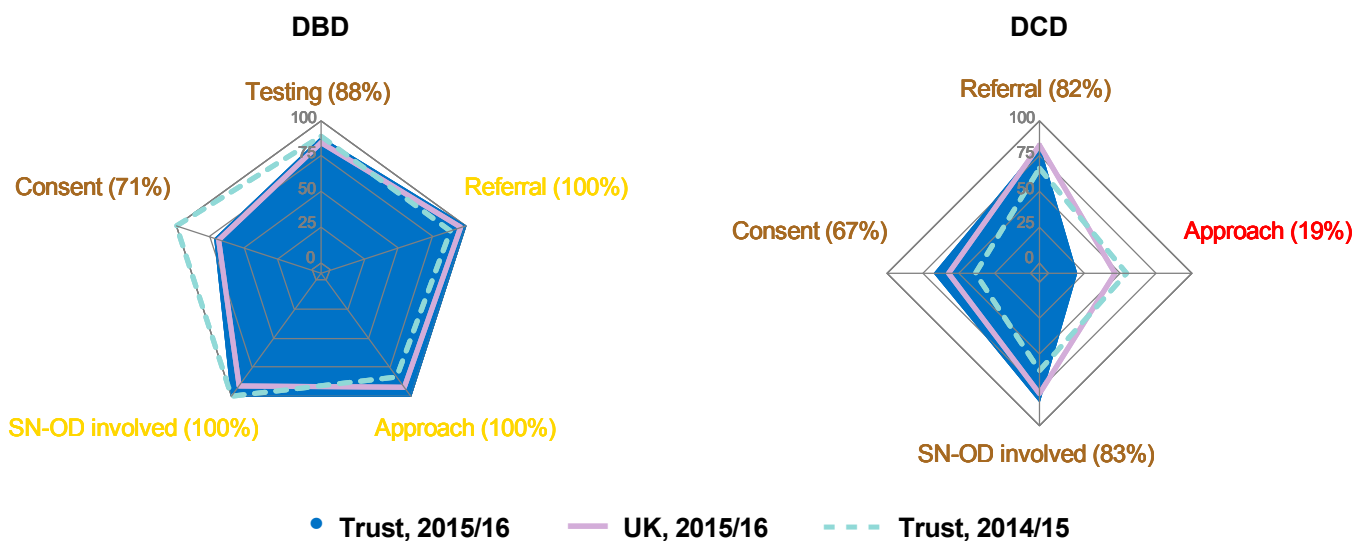 DBD
Testing (88%)
100
75
50
25
0
Consent (71%)
Referral (100%)
SN-OD involved (100%)
Approach (100%)
DCD
Referral (82%)
100
75
50
25
0
Consent (67%)
Approach (19%)
SN-OD involved (83%)
Trust, 2015/16 UK, 2015/16 Trust, 2014/15